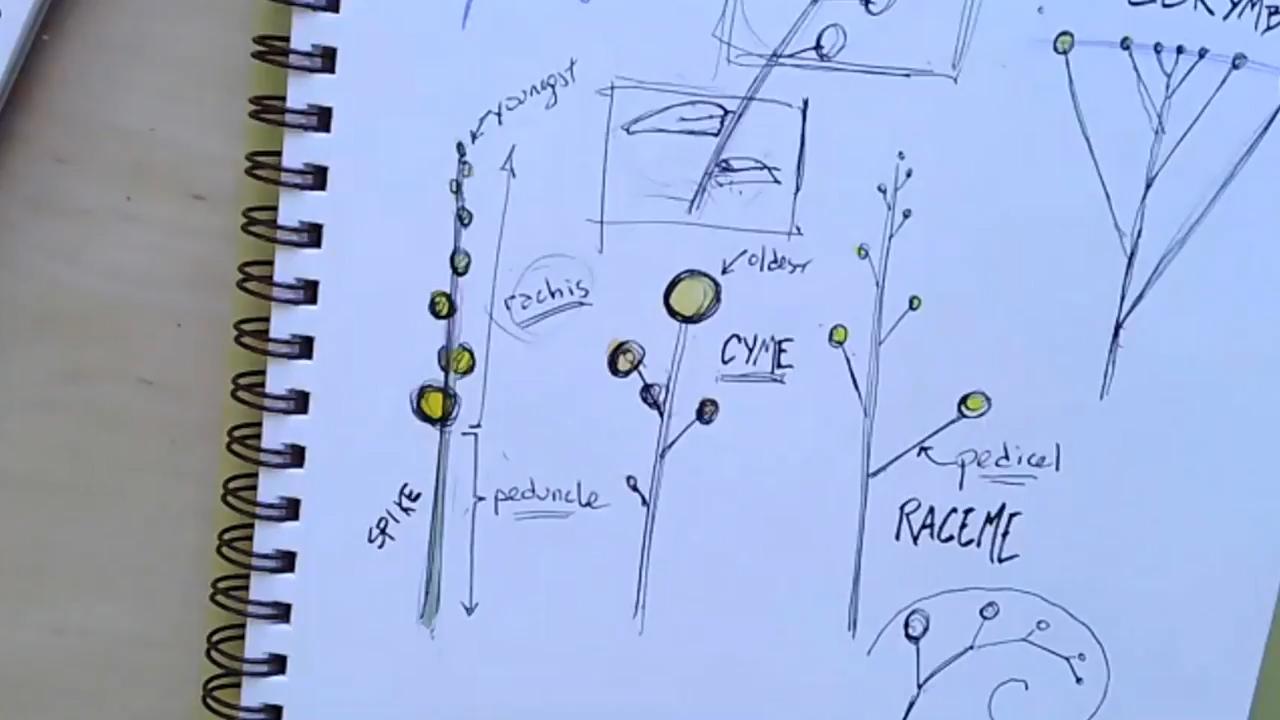 youngest
rachis
oldest
CYME
peduncle
SPIKE
pedicel
RACEME